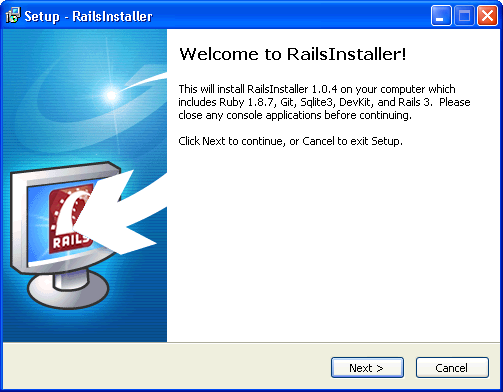 Setup - RailsInstaller
Welcome to RailsInstaller!
This will install RailsInstaller 1.0.4 on your computer which
includes Ruby 1.8.7, Git, Sqlite3, DevKit, and Rails 3.  Please
close any console applications before continuing.
Click Next to continue, or Cancel to exit Setup.
RAILS
Next >
Cancel